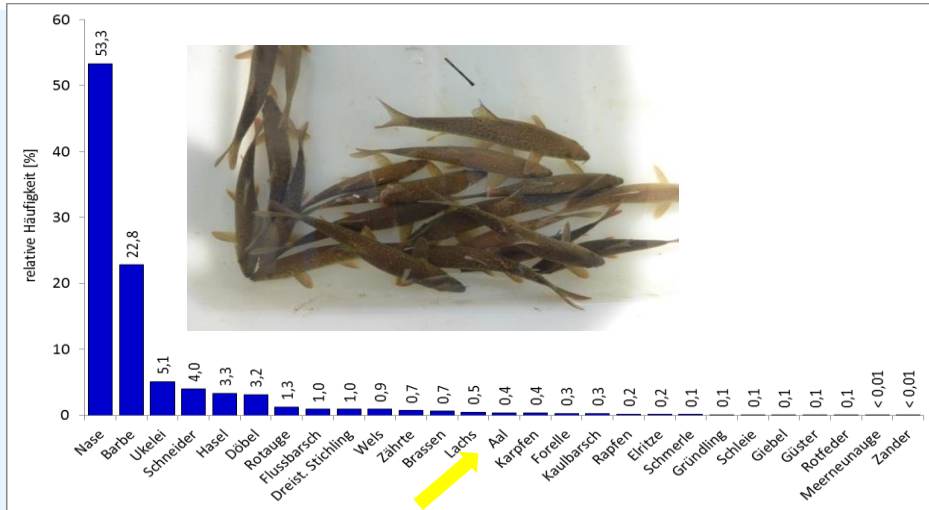 relative Häufigkeit [%]
60
50
40
30
20
10
0
53,3
22,8
5,1
4,0
3,3
3,2
1,3
1,0
1,0
0,9
0,7
0,7
0,5
0,4
0,4
0,3
0,3
0,2
0,2
0,1
0,1
0,1
0,1
0,1
0,1
< 0,01
< 0,01
Nase
Barbe
Ukelei
Schneider
Hasel
Döbel
Rotauge
Flussbarsch
Dreist. Stichling
Wels
Zährte
Brassen
Lachs
Aal
Karpfen
Forelle
Kaulbarsch
Rapfen
Elritze
Schmerle
Gründling
Schleie
Giebel
Güster
Rotfeder
Meerneunauge
Zander